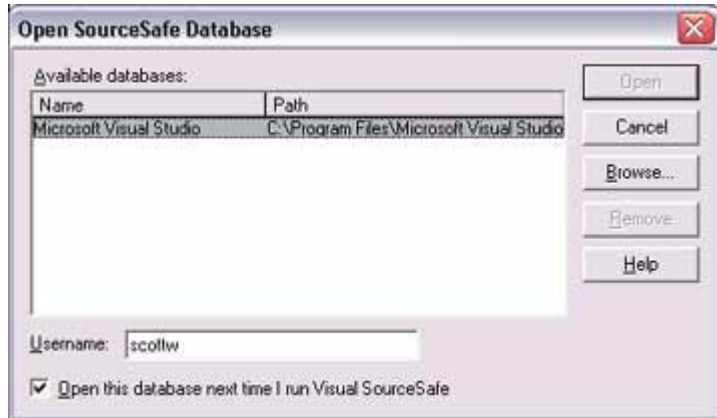 Open SourceSafe Database
Available databases:
Name Path
Microsoft Visual Studio C:\Program Files\Microsoft Visual Studio
Open
Cancel
Browse...
Remove
Help
Username: scottw
Open this database next time I run Visual SourceSafe